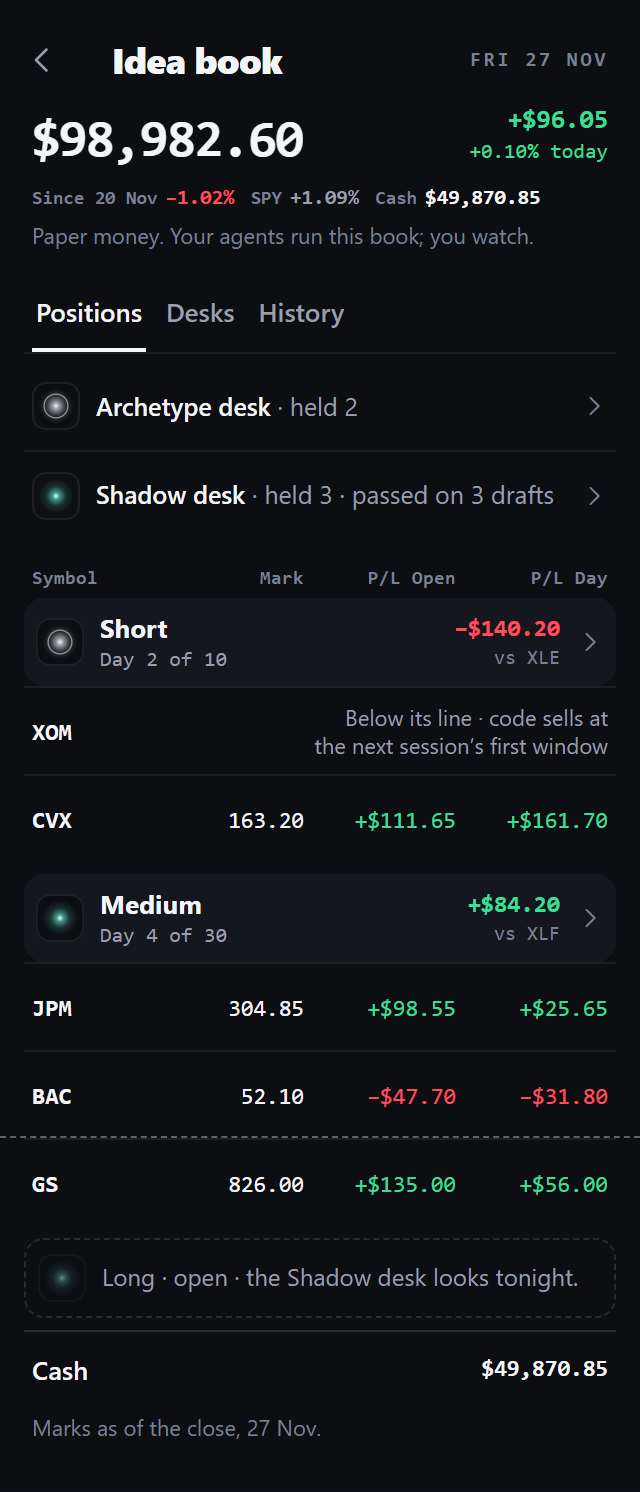 Idea book
FRI 27 NOV
$98,982.60
+$96.05
+0.10% today
Since 20 Nov −1.02% SPY +1.09% Cash $49,870.85
Paper money. Your agents run this book; you watch.
Positions Desks History
Archetype desk · held 2
Shadow desk · held 3 · passed on 3 drafts
Symbol Mark P/L Open P/L Day
Short −$140.20
Day 2 of 10 vs XLE
XOM Below its line · code sells at
the next session’s first window
CVX 163.20 +$111.65 +$161.70
Medium +$84.20
Day 4 of 30 vs XLF
JPM 304.85 +$98.55 +$25.65
BAC 52.10 −$47.70 −$31.80
GS 826.00 +$135.00 +$56.00
Long · open · the Shadow desk looks tonight.
Cash $49,870.85
Marks as of the close, 27 Nov.